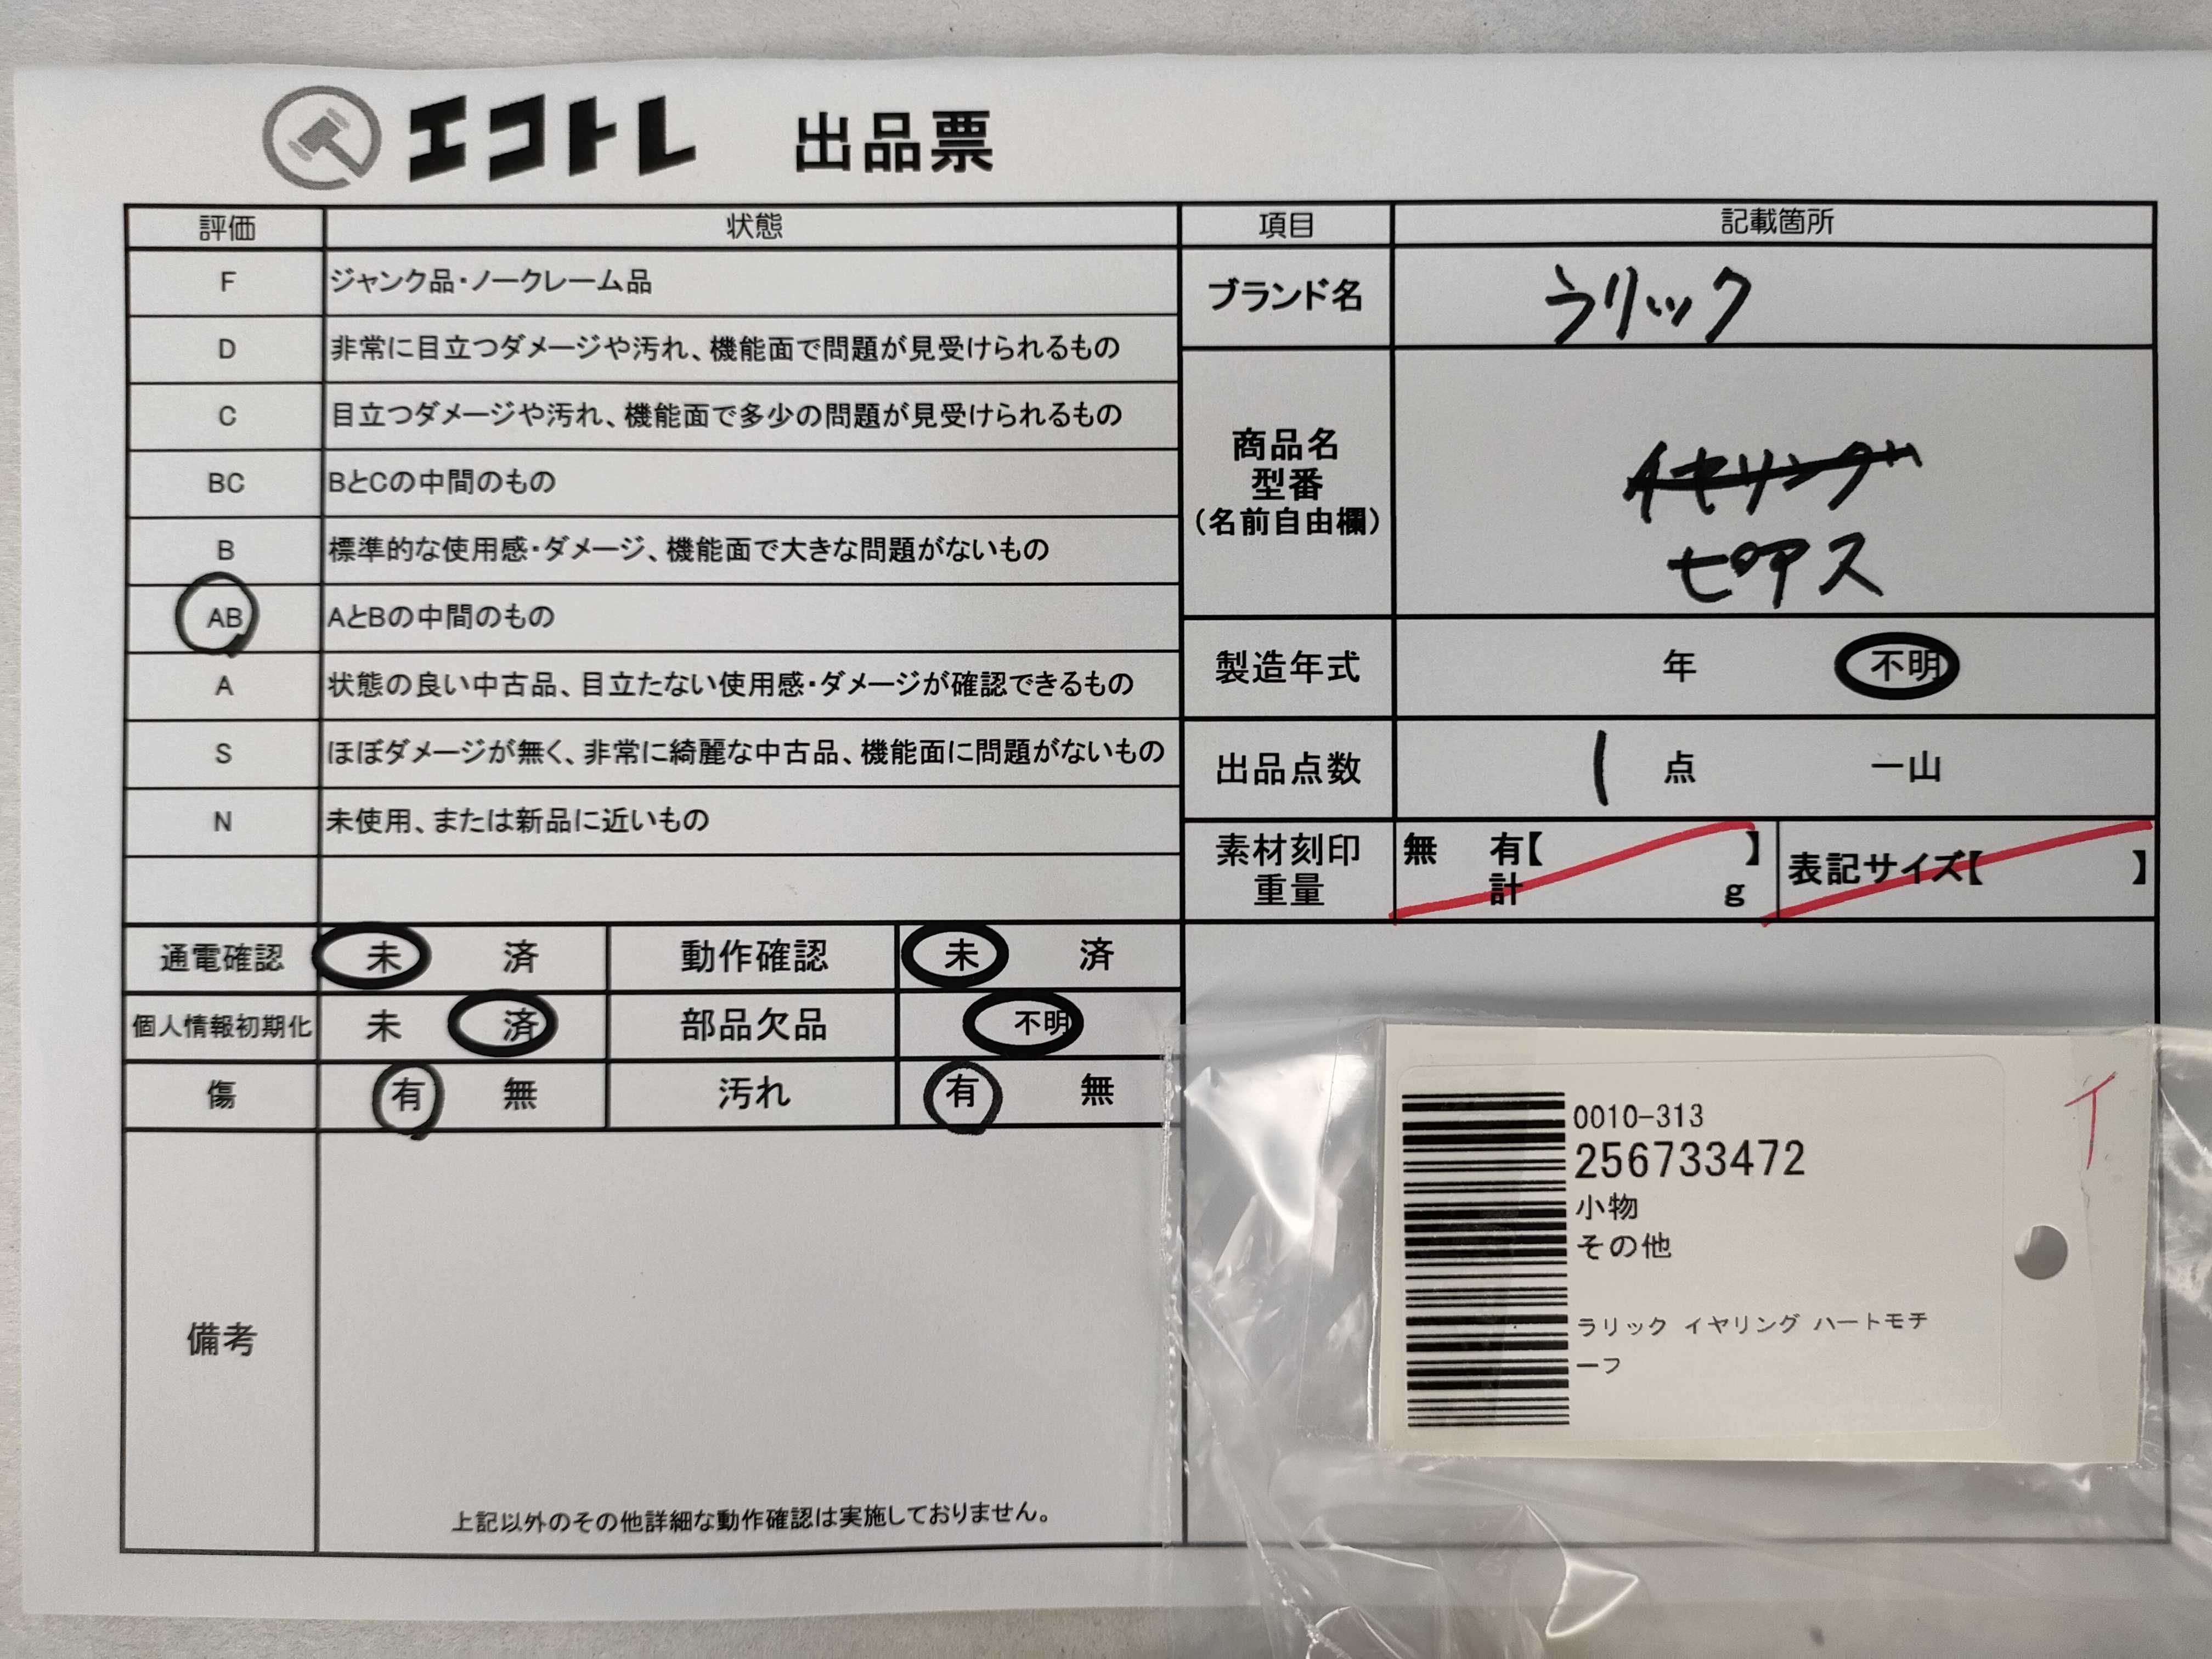 エコトレ 出品票
評価 状態
F ジャンク品・ノークレーム品
D 非常に目立つダメージや汚れ、機能面で問題が見受けられるもの
C 目立つダメージや汚れ、機能面で多少の問題が見受けられるもの
BC BとCの中間のもの
B 標準的な使用感・ダメージ、機能面で大きな問題がないもの
AB AとBの中間のもの
A 状態の良い中古品、目立たない使用感・ダメージが確認できるもの
S ほぼダメージが無く、非常に綺麗な中古品、機能面に問題がないもの
N 未使用、または新品に近いもの
通電確認 未 済 動作確認 未 済
個人情報初期化 未 済 部品欠品 不明
傷 有 無 汚れ 有 無
備考
上記以外のその他詳細な動作確認は実施しておりません。
項目 記載箇所
ブランド名 ラリック
商品名
型番
(名前自由欄)
イヤリング
ピアス
製造年式 年 不明
出品点数 1 点 一山
素材刻印 無 有【 】
重量 計 g
表記サイズ【 】
0010-313
256733472
小物
その他
ラリック イヤリング ハートモチ
ーフ
イ